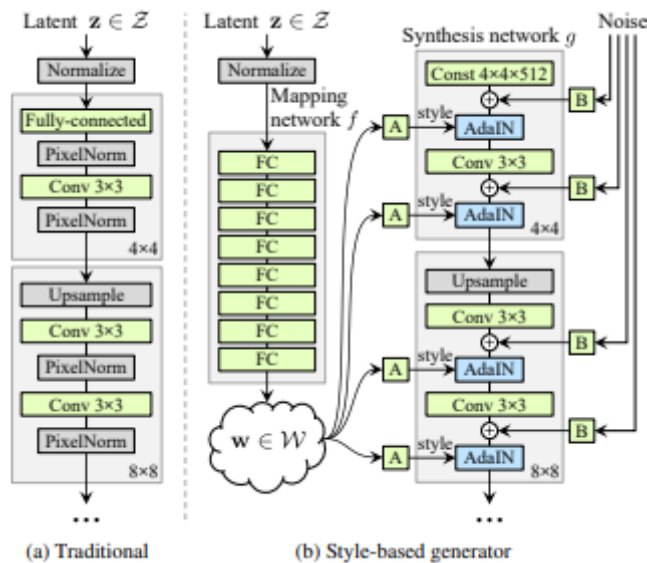 Latent z ∈ Z
Normalize
Fully-connected
PixelNorm
Conv 3×3
PixelNorm
4×4
Upsample
Conv 3×3
PixelNorm
Conv 3×3
PixelNorm
8×8
...
(a) Traditional
Latent z ∈ Z
Normalize
Mapping
network f
FC
FC
FC
FC
FC
FC
FC
FC
w ∈ W
A
style
A
style
A
style
A
style
Synthesis network g
Const 4×4×512
AdaIN
Conv 3×3
AdaIN
4×4
Upsample
Conv 3×3
AdaIN
Conv 3×3
AdaIN
8×8
...
Noise
B
B
B
B
(b) Style-based generator